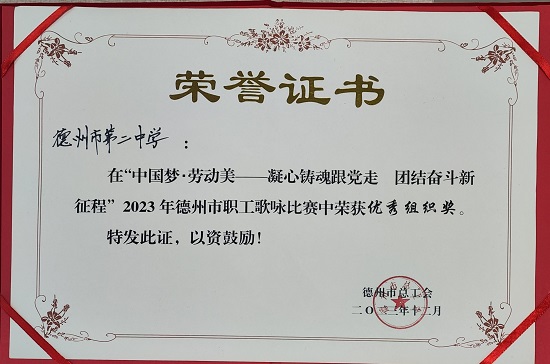 荣誉证书
德州市第二中学：
在“中国梦·劳动美——凝心铸魂跟党走　团结奋斗新
征程”2023年德州市职工歌咏比赛中荣获优秀组织奖。
特发此证，以资鼓励！
德州市总工会
二〇二三年十二月